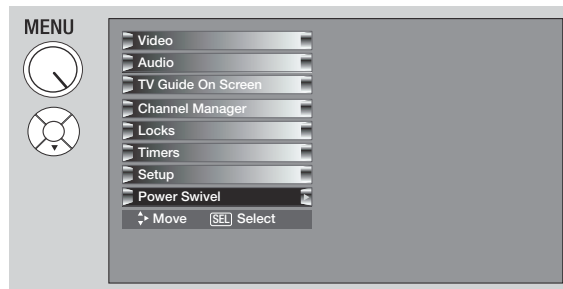 MENU
Video
Audio
TV Guide On Screen
Channel Manager
Locks
Timers
Setup
Power Swivel
Move SEL Select